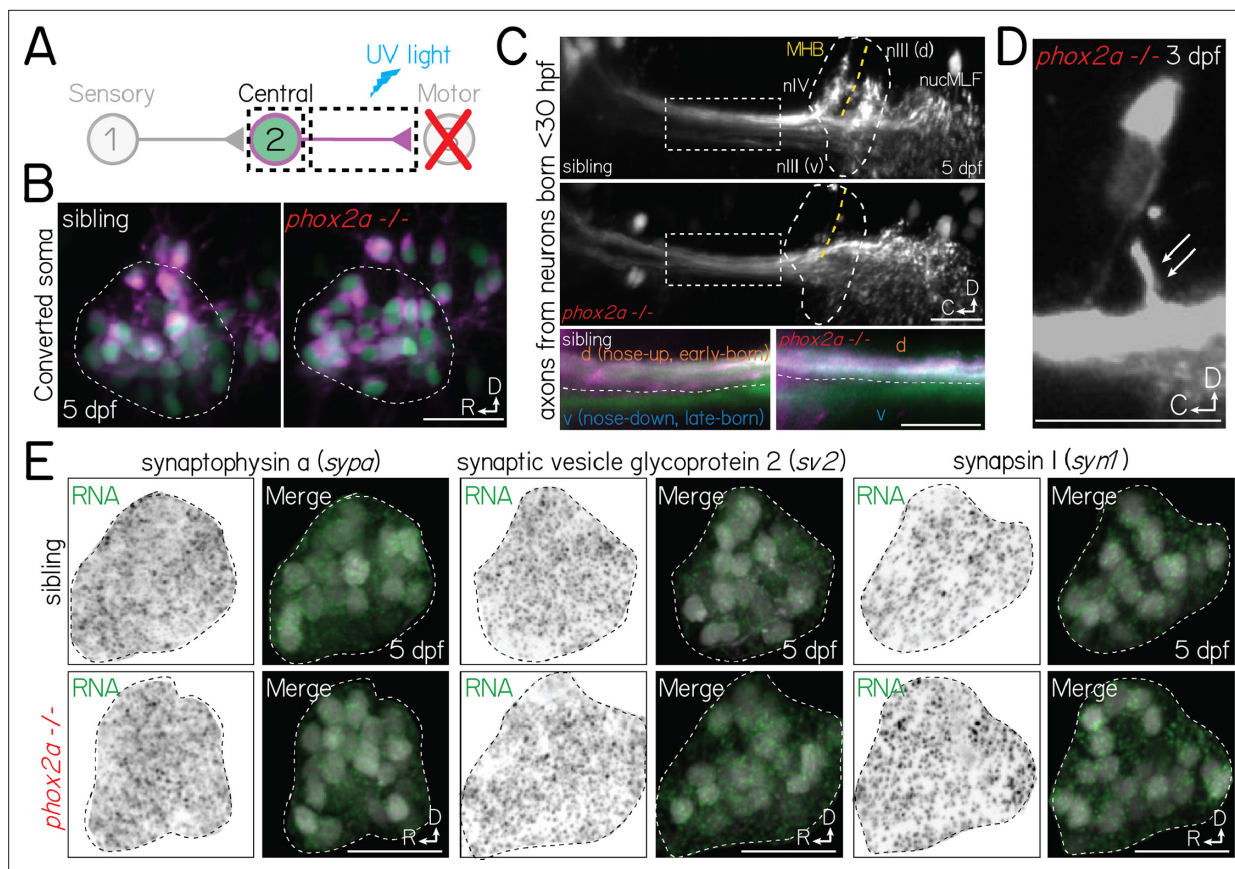 A
UV light
Sensory
Central
Motor
1
2
B
Converted soma
sibling
phox2a -/-
5 dpf
D
R
C
axons from neurons born <30 hpf
MHB
nIII (d)
nIV
nucMLF
sibling
nIII (v)
5 dpf
phox2a -/-
D
C
sibling
d (nose-up, early-born)
v (nose-down, late-born)
phox2a -/-
d
v
D
phox2a -/- 3 dpf
D
C
E
synaptophysin a (sypa)
synaptic vesicle glycoprotein 2 (sv2)
synapsin I (syn1)
sibling
RNA
Merge
5 dpf
RNA
Merge
5 dpf
RNA
Merge
5 dpf
phox2a -/-
RNA
Merge
D
R
RNA
Merge
D
R
RNA
Merge
D
R